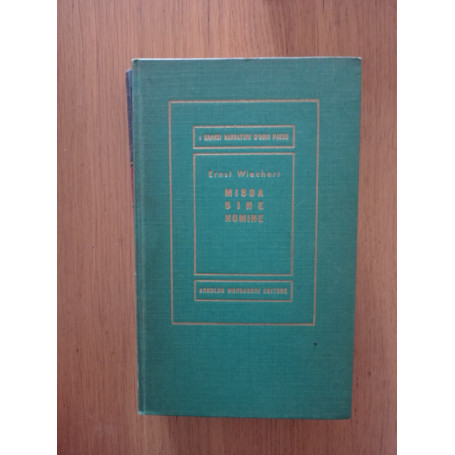 I GRANDI NARRATORI D'OGNI PAESE
Ernst Wiechert
MISSA
SINE
NOMINE
ARNOLDO MONDADORI EDITORE